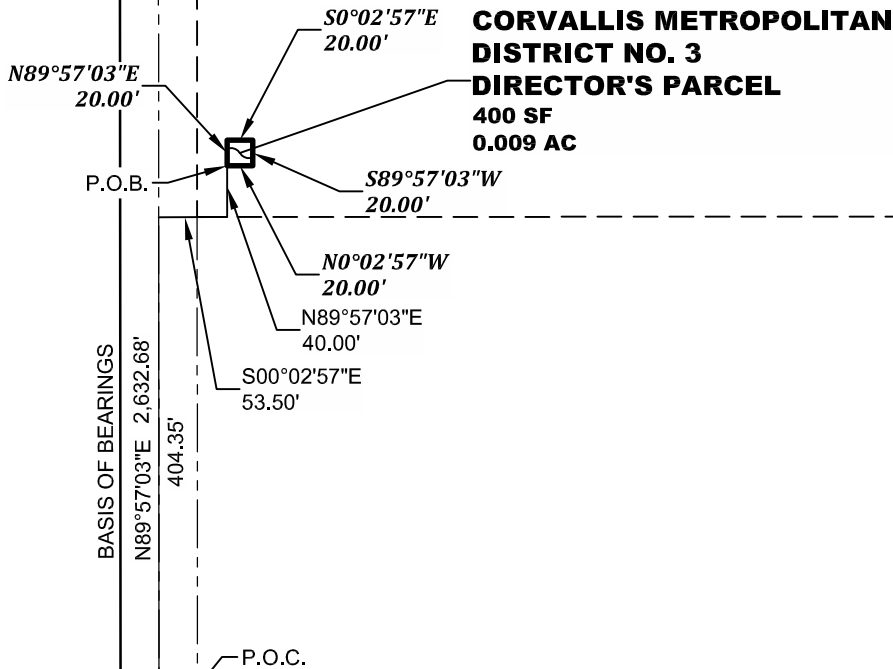 S0°02'57"E
20.00'
CORVALLIS METROPOLITAN
DISTRICT NO. 3
DIRECTOR'S PARCEL
400 SF
0.009 AC
N89°57'03"E
20.00'
P.O.B.
S89°57'03"W
20.00'
N0°02'57"W
20.00'
N89°57'03"E
40.00'
S00°02'57"E
53.50'
BASIS OF BEARINGS
N89°57'03"E 2,632.68'
404.35'
P.O.C.